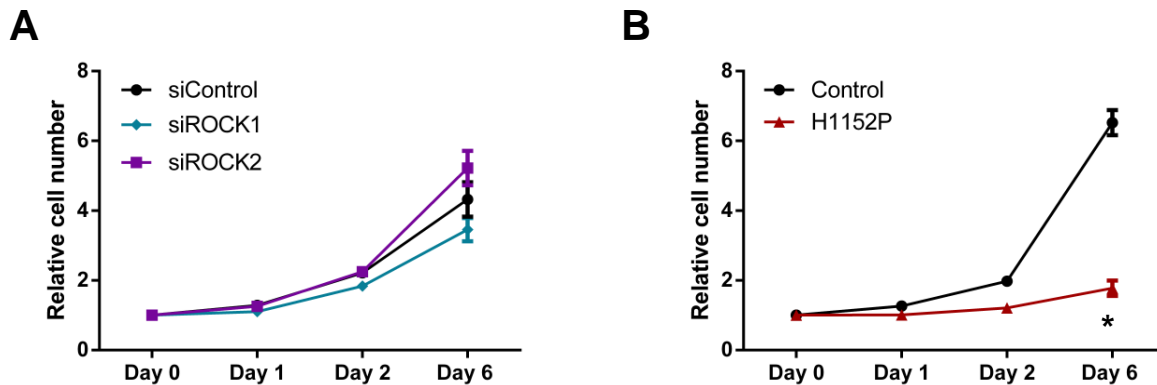 A
Relative cell number
8
6
4
2
0
siControl
siROCK1
siROCK2
Day 0 Day 1 Day 2 Day 6
B
Relative cell number
8
6
4
2
0
Control
H1152P
*
Day 0 Day 1 Day 2 Day 6